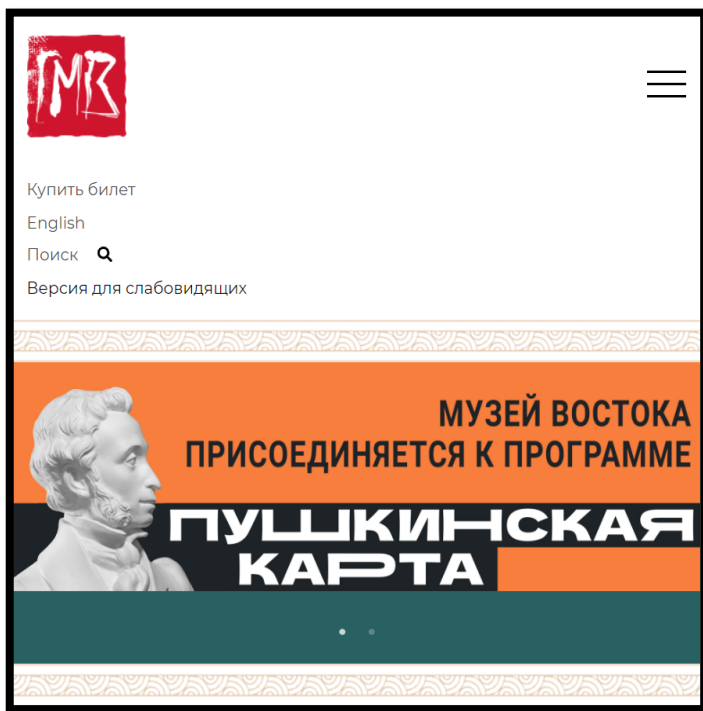 ГМВ
Купить билет
English
Поиск
Версия для слабовидящих
МУЗЕЙ ВОСТОКА
ПРИСОЕДИНЯЕТСЯ К ПРОГРАММЕ
ПУШКИНСКАЯ
КАРТА